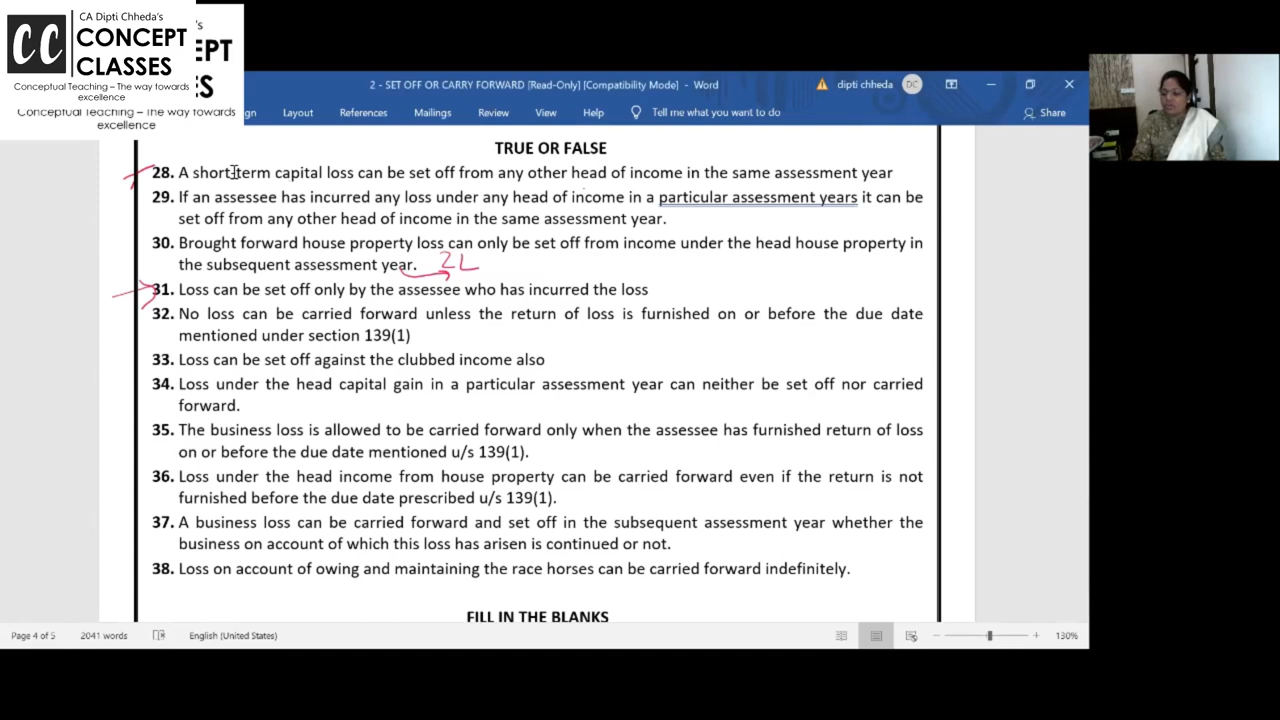 CA Dipti Chheda's
CONCEPT
CLASSES
Conceptual Teaching – The way towards
excellence
's
EPT
S
Conceptual Teaching – The way towards
excellence
2 - SET OFF OR CARRY FORWARD [Read-Only] [Compatibility Mode] - Word
dipti chheda
DC
gn Layout References Mailings Review View Help Tell me what you want to do Share
TRUE OR FALSE
28. A short-term capital loss can be set off from any other head of income in the same assessment year
29. If an assessee has incurred any loss under any head of income in a particular assessment years it can be
set off from any other head of income in the same assessment year.
30. Brought forward house property loss can only be set off from income under the head house property in
the subsequent assessment year. 2L
31. Loss can be set off only by the assessee who has incurred the loss
32. No loss can be carried forward unless the return of loss is furnished on or before the due date
mentioned under section 139(1)
33. Loss can be set off against the clubbed income also
34. Loss under the head capital gain in a particular assessment year can neither be set off nor carried
forward.
35. The business loss is allowed to be carried forward only when the assessee has furnished return of loss
on or before the due date mentioned u/s 139(1).
36. Loss under the head income from house property can be carried forward even if the return is not
furnished before the due date prescribed u/s 139(1).
37. A business loss can be carried forward and set off in the subsequent assessment year whether the
business on account of which this loss has arisen is continued or not.
38. Loss on account of owing and maintaining the race horses can be carried forward indefinitely.
FILL IN THE BLANKS
Page 4 of 5 2041 words English (United States) 130%